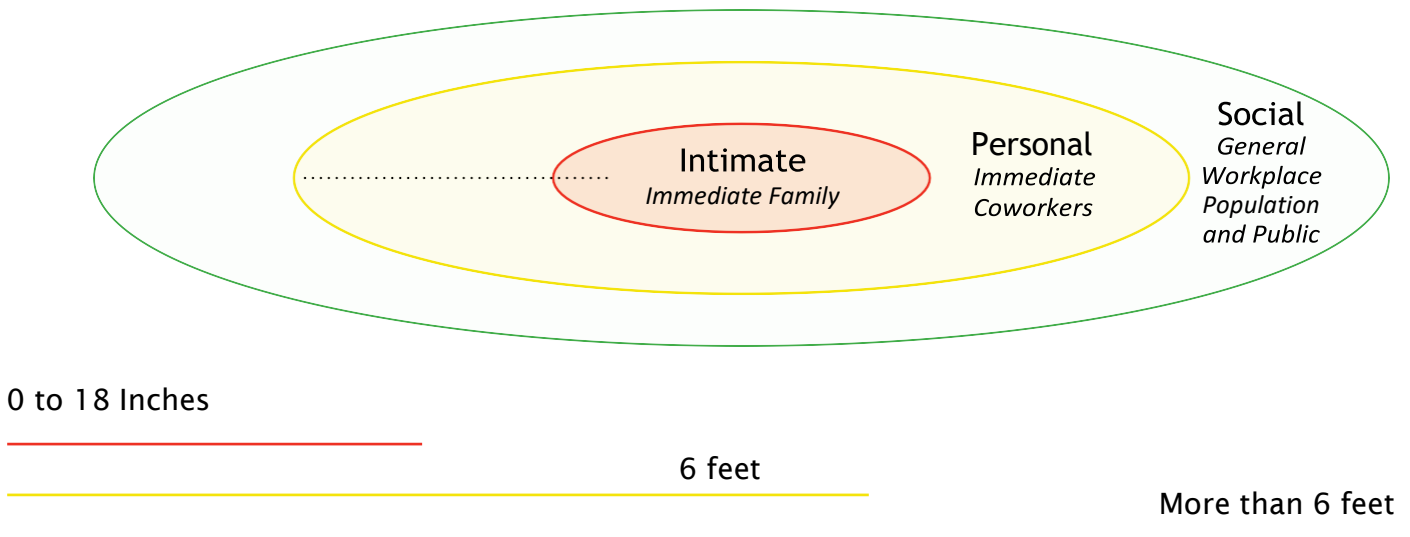 Intimate
Immediate Family
Personal
Immediate
Coworkers
Social
General
Workplace
Population
and Public
0 to 18 Inches
6 feet
More than 6 feet